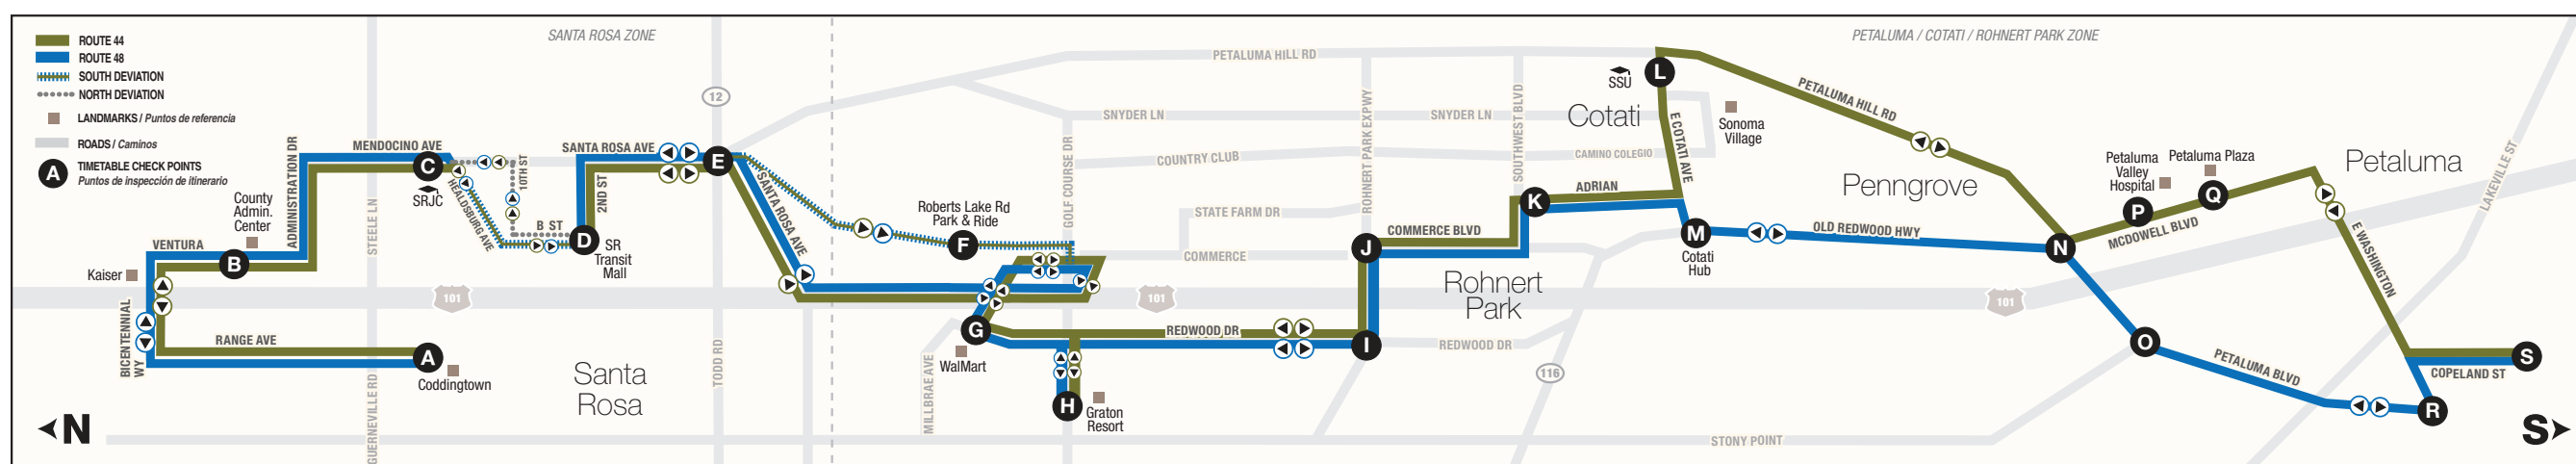 ROUTE 44
ROUTE 48
SOUTH DEVIATION
NORTH DEVIATION
LANDMARKS / Puntos de referencia
ROADS / Caminos
A
TIMETABLE CHECK POINTS
Puntos de inspección de itinerario
SANTA ROSA ZONE
PETALUMA / COTATI / ROHNERT PARK ZONE
N
S
Kaiser
VENTURA
B
County
Admin.
Center
ADMINISTRATION DR
BICENTENNIAL
WY
RANGE AVE
A
Coddingtown
STEELE LN
GUERNEVILLE RD
MENDOCINO AVE
C
SRJC
HEALDSBURG AVE
10TH ST
B ST
D
SR
Transit
Mall
2ND ST
SANTA ROSA AVE
E
12
101
Santa
Rosa
TODD RD
SANTA ROSA AVE
Roberts Lake Rd
Park & Ride
F
G
WalMart
MILLBRAE AVE
H
Graton
Resort
GOLF COURSE DR
PETALUMA HILL RD
SNYDER LN
SNYDER LN
COUNTRY CLUB
CAMINO COLEGIO
STATE FARM DR
COMMERCE
101
REDWOOD DR
I
J
ROHNERT PARK EXPWY
COMMERCE BLVD
Rohnert
Park
REDWOOD DR
116
SOUTHWEST BLVD
K
ADRIAN
Cotati
SSU
L
E COTATI AVE
Sonoma
Village
M
Cotati
Hub
OLD REDWOOD HWY
PETALUMA HILL RD
Penngrove
101
STONY POINT
N
O
PETALUMA BLVD
MCDOWELL BLVD
P
Petaluma
Valley
Hospital
Petaluma Plaza
Q
Petaluma
E WASHINGTON
LAKEVILLE ST
R
S
COPELAND ST